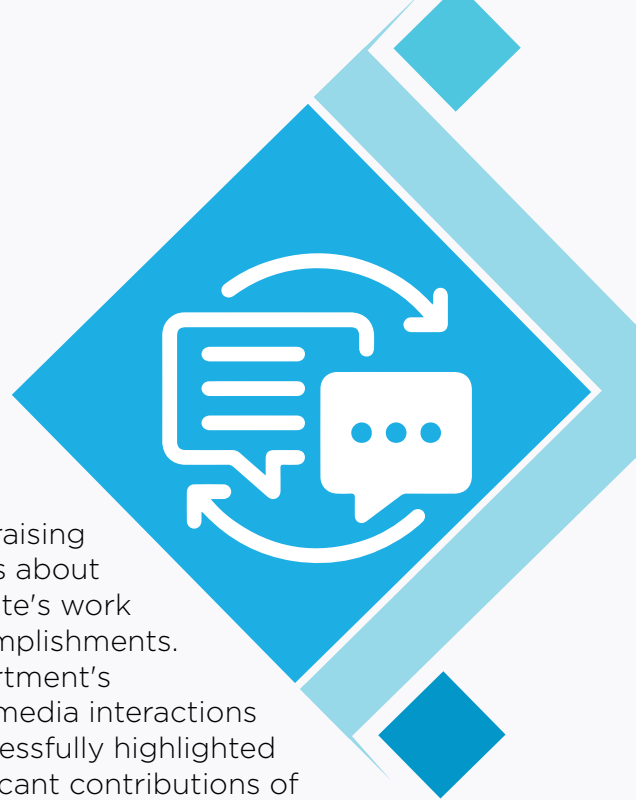 raising
s about
te's work
mplishments.
rtment's
media interactions
essfully highlighted
cant contributions of